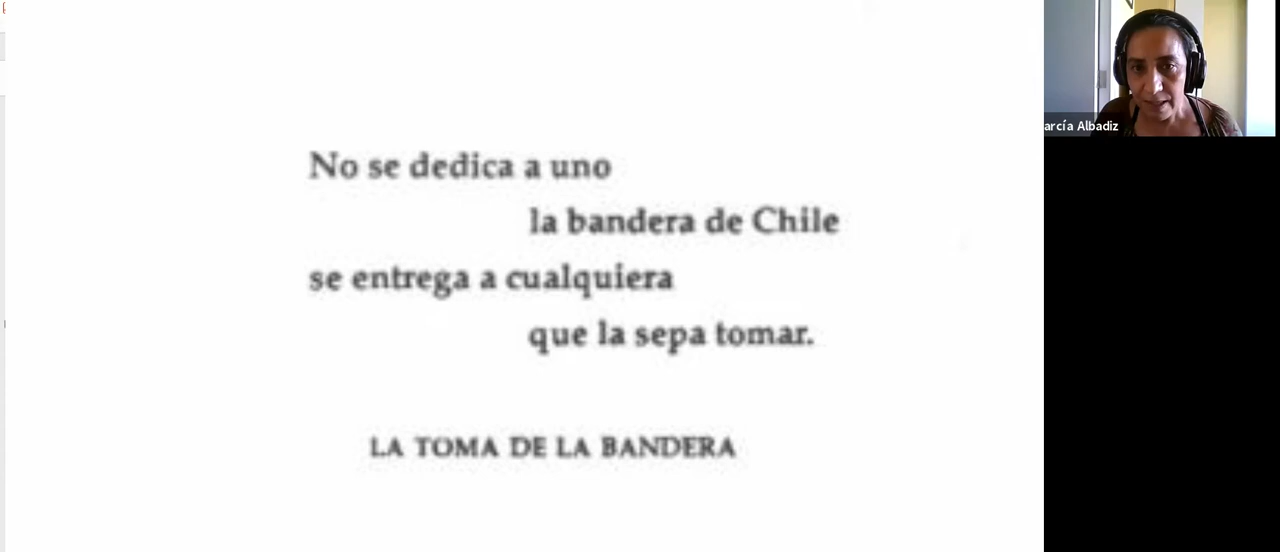 No se dedica a uno
la bandera de Chile
se entrega a cualquiera
que la sepa tomar.
LA TOMA DE LA BANDERA
arcía Albadiz